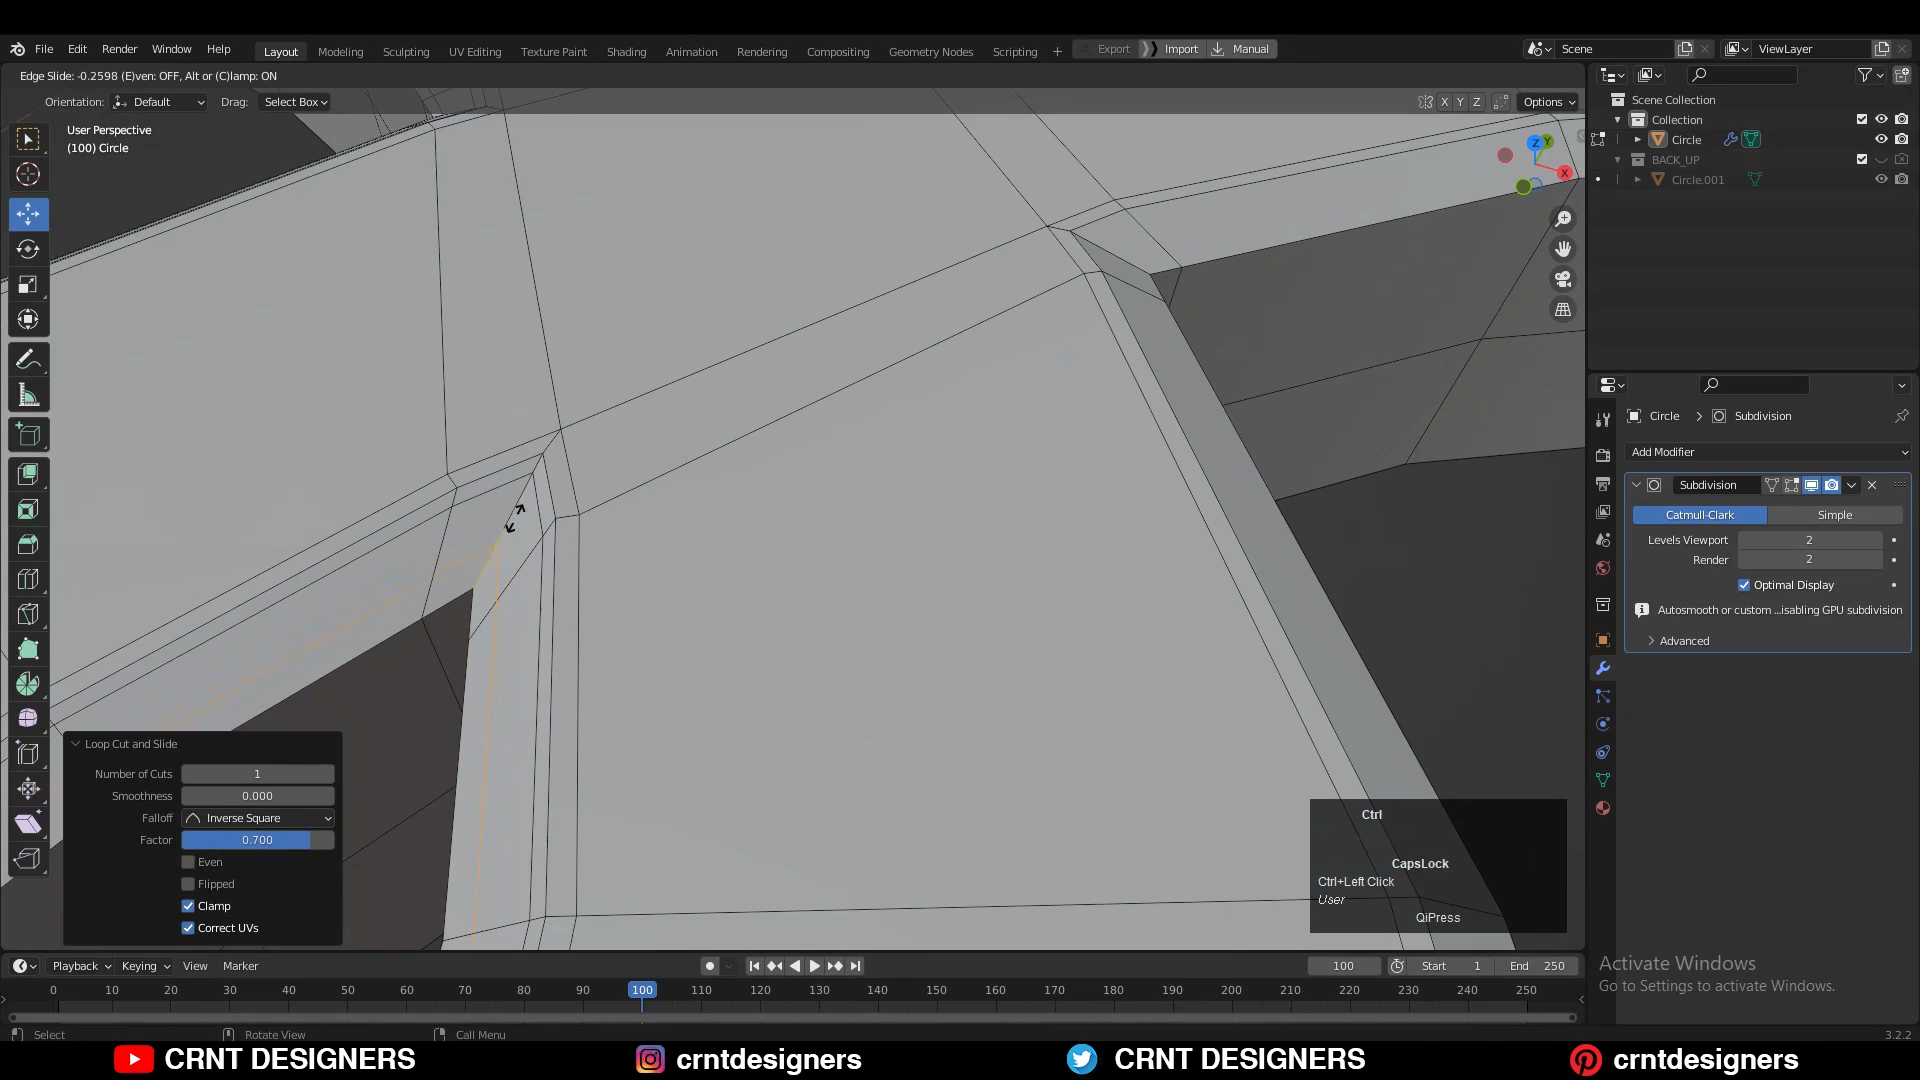 File Edit Render Window Help
Layout Modeling Sculpting UV Editing Texture Paint Shading Animation Rendering Compositing Geometry Nodes Scripting +
Export Import Manual
Scene
ViewLayer
Edge Slide: -0.2598 (E)ven: OFF, Alt or (C)lamp: ON
Orientation: Default Drag: Select Box
X Y Z Options
User Perspective
(100) Circle
Z Y X
Scene Collection
Collection
Circle
BACK_UP
Circle.001
Circle > Subdivision
Add Modifier
Subdivision
Catmull-Clark Simple
Levels Viewport 2
Render 2
Optimal Display
Autosmooth or custom ...isabling GPU subdivision
Advanced
Loop Cut and Slide
Number of Cuts 1
Smoothness 0.000
Falloff Inverse Square
Factor 0.700
Even
Flipped
Clamp
Correct UVs
Ctrl
CapsLock
Ctrl+Left Click
User
QiPress
Activate Windows
Go to Settings to activate Windows.
Playback Keying View Marker
100 Start 1 End 250
0 10 20 30 40 50 60 70 80 90 100 110 120 130 140 150 160 170 180 190 200 210 220 230 240 250
Select Rotate View Call Menu
3.2.2
CRNT DESIGNERS crntdesigners CRNT DESIGNERS crntdesigners